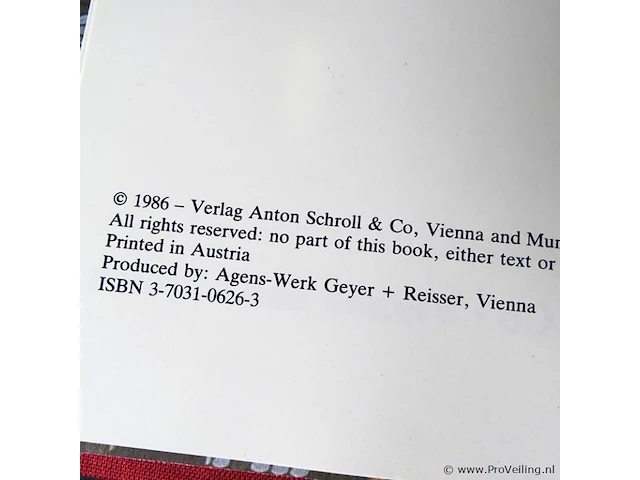 © 1986 – Verlag Anton Schroll & Co, Vienna and
All rights reserved: no part of this book, either text or
Printed in Austria
Produced by: Agens-Werk Geyer + Reisser, Vienna
ISBN 3-7031-0626-3
© www.ProVeiling.nl